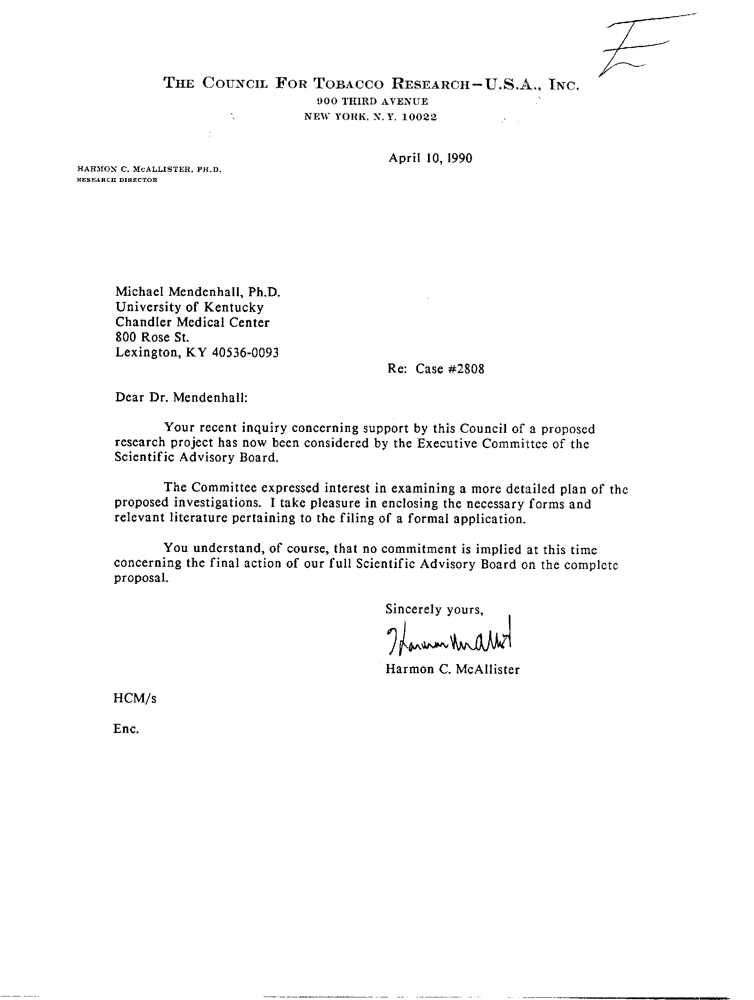 E
THE COUNCIL FOR TOBACCO RESEARCH—U.S.A., INC.
900 THIRD AVENUE
NEW YORK, N. Y. 10022
April 10, 1990
HARMON C. McALLISTER, PH.D.
RESEARCH DIRECTOR
Michael Mendenhall, Ph.D.
University of Kentucky
Chandler Medical Center
800 Rose St.
Lexington, KY 40536-0093
Re: Case #2808
Dear Dr. Mendenhall:
Your recent inquiry concerning support by this Council of a proposed
research project has now been considered by the Executive Committee of the
Scientific Advisory Board.
The Committee expressed interest in examining a more detailed plan of the
proposed investigations. I take pleasure in enclosing the necessary forms and
relevant literature pertaining to the filing of a formal application.
You understand, of course, that no commitment is implied at this time
concerning the final action of our full Scientific Advisory Board on the complete
proposal.
Sincerely yours,
Harmon C. McAllister
HCM/s
Enc.